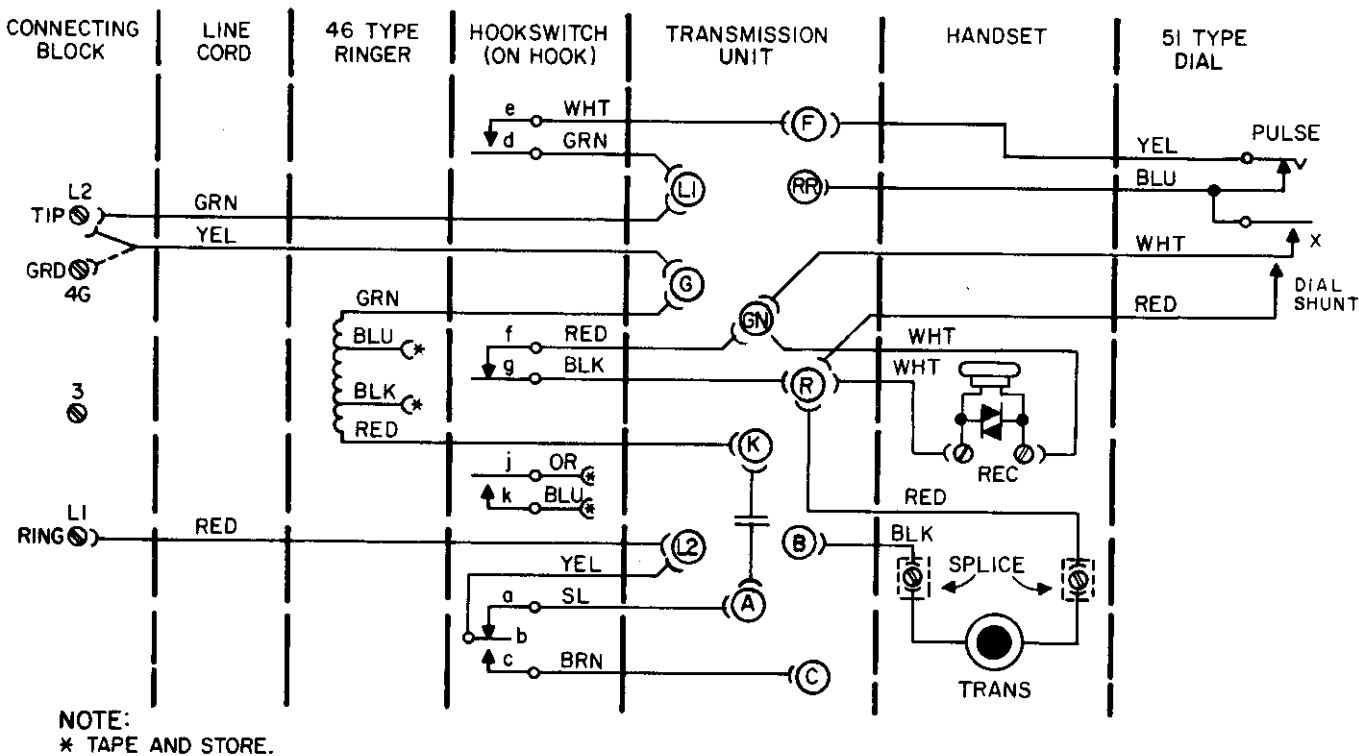 CONNECTING BLOCK
LINE CORD
46 TYPE RINGER
HOOKSWITCH (ON HOOK)
TRANSMISSION UNIT
HANDSET
51 TYPE DIAL
e WHT
F
PULSE
d GRN
YEL
L1
RR
BLU
L2
TIP
GRN
YEL
WHT
X
GRD
4G
G
DIAL SHUNT
GRN
GN
RED
f RED
WHT
BLU *
g BLK
R
WHT
3
BLK *
RED
K
REC
j OR *
k BLU *
RED
L1
RING
RED
L2
B
BLK
YEL
SPLICE
a SL
A
b
c BRN
C
TRANS
NOTE:
* TAPE AND STORE.